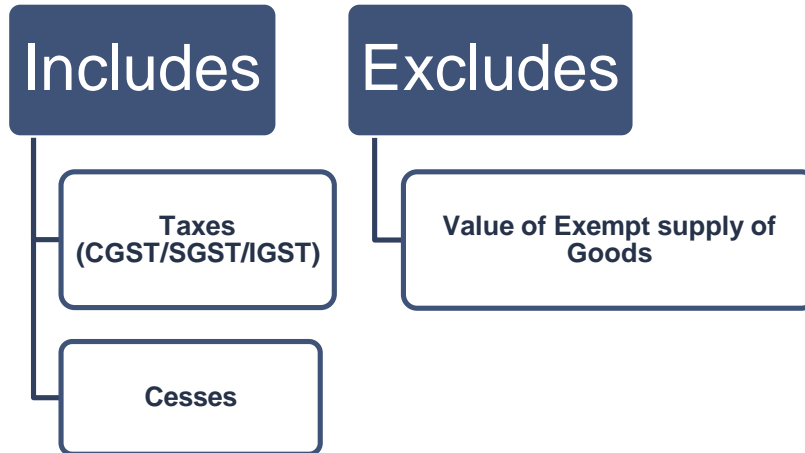 Includes
Excludes
Taxes
(CGST/SGST/IGST)
Value of Exempt supply of
Goods
Cesses